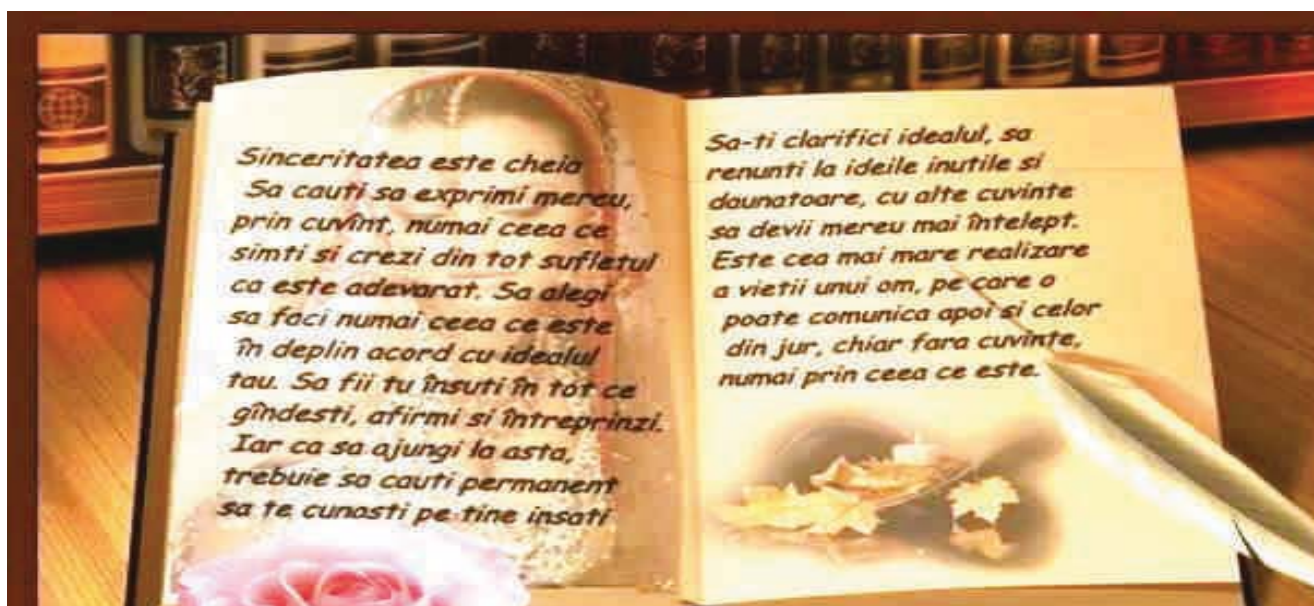 Sinceritatea este cheia
Sa cauti sa exprimi mereu,
prin cuvînt, numai ceea ce
simti si crezi din tot sufletul
ca este adevarat. Sa alegi
sa faci numai ceea ce este
în deplin acord cu idealul
tau. Sa fii tu însuti în tot ce
gîndesti, afirmi si întreprinzi.
Iar ca sa ajungi la asta,
trebuie sa cauti permanent
sa te cunosti pe tine insati
Sa-ti clarifici idealul, sa
renunti la ideile inutile si
daunatoare, cu alte cuvinte
sa devii mereu mai întelept.
Este cea mai mare realizare
a vietii unui om, pe care o
poate comunica apoi si celor
din jur, chiar fara cuvinte,
numai prin ceea ce este.